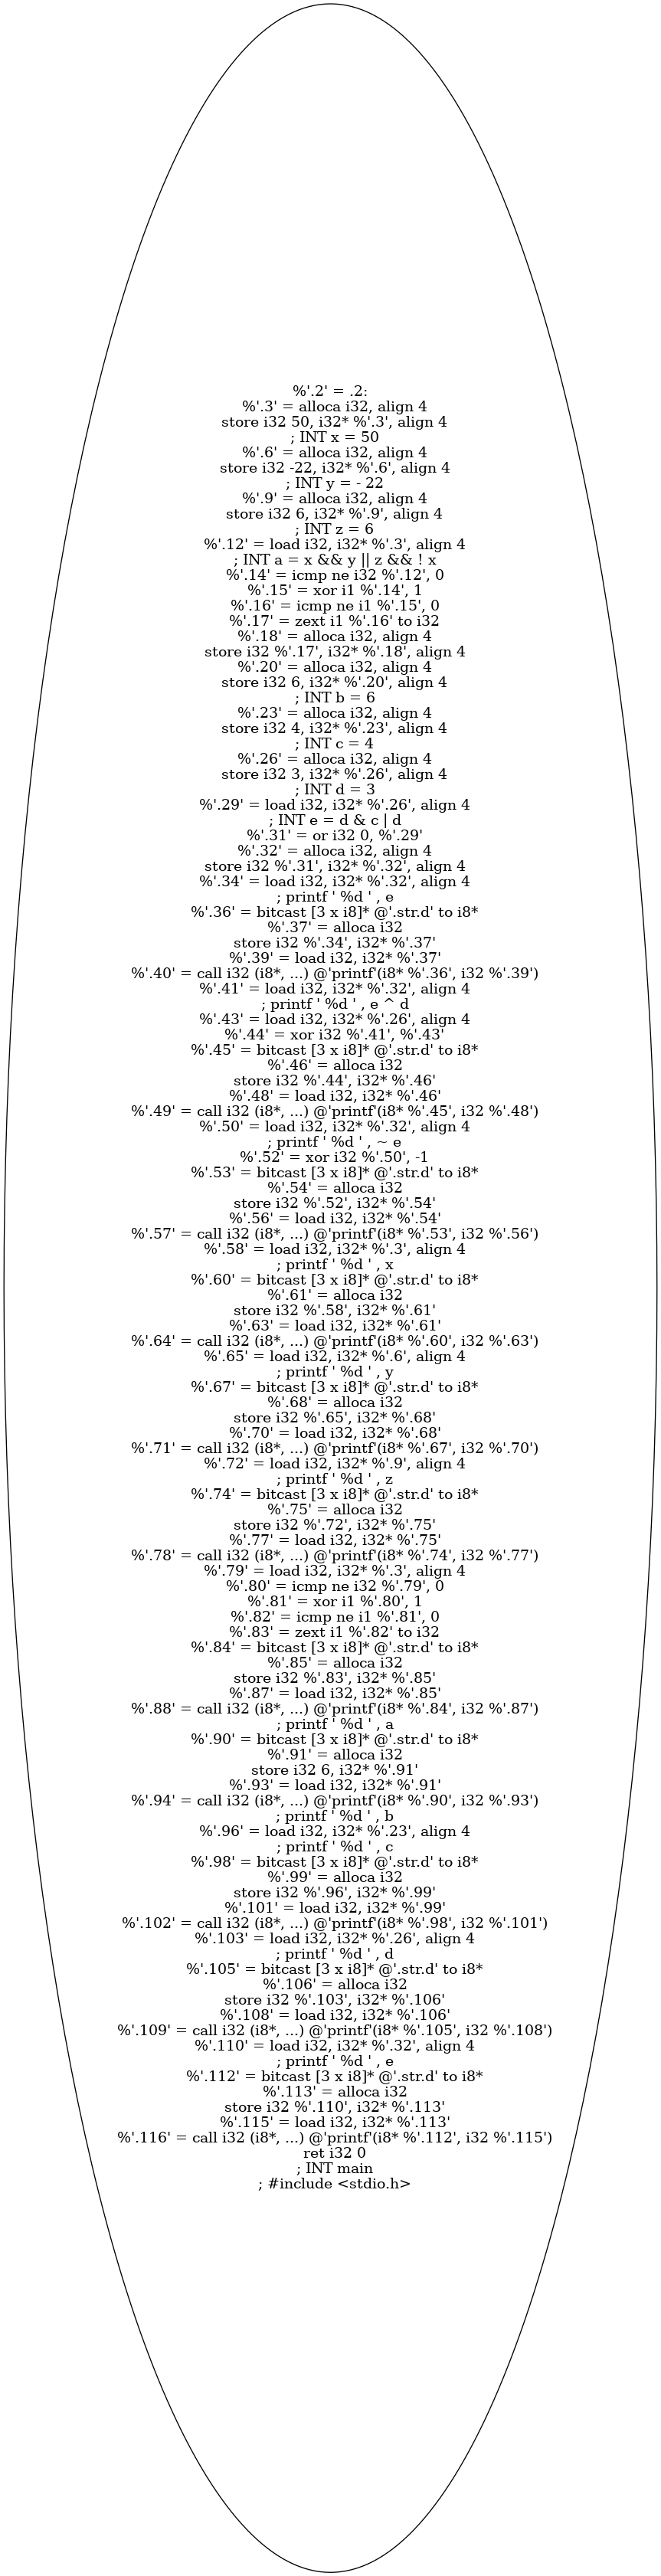 %'.2' = .2:
%'.3' = alloca i32, align 4
store i32 50, i32* %'.3', align 4
; INT x = 50
%'.6' = alloca i32, align 4
store i32 -22, i32* %'.6', align 4
; INT y = - 22
%'.9' = alloca i32, align 4
store i32 6, i32* %'.9', align 4
; INT z = 6
%'.12' = load i32, i32* %'.3', align 4
; INT a = x && y || z && ! x
%'.14' = icmp ne i32 %'.12', 0
%'.15' = xor i1 %'.14', 1
%'.16' = icmp ne i1 %'.15', 0
%'.17' = zext i1 %'.16' to i32
%'.18' = alloca i32, align 4
store i32 %'.17', i32* %'.18', align 4
%'.20' = alloca i32, align 4
store i32 6, i32* %'.20', align 4
; INT b = 6
%'.23' = alloca i32, align 4
store i32 4, i32* %'.23', align 4
; INT c = 4
%'.26' = alloca i32, align 4
store i32 3, i32* %'.26', align 4
; INT d = 3
%'.29' = load i32, i32* %'.26', align 4
; INT e = d & c | d
%'.31' = or i32 0, %'.29'
%'.32' = alloca i32, align 4
store i32 %'.31', i32* %'.32', align 4
%'.34' = load i32, i32* %'.32', align 4
; printf ' %d ' , e
%'.36' = bitcast [3 x i8]* @'.str.d' to i8*
%'.37' = alloca i32
store i32 %'.34', i32* %'.37'
%'.39' = load i32, i32* %'.37'
%'.40' = call i32 (i8*, ...) @'printf'(i8* %'.36', i32 %'.39')
%'.41' = load i32, i32* %'.32', align 4
; printf ' %d ' , e ^ d
%'.43' = load i32, i32* %'.26', align 4
%'.44' = xor i32 %'.41', %'.43'
%'.45' = bitcast [3 x i8]* @'.str.d' to i8*
%'.46' = alloca i32
store i32 %'.44', i32* %'.46'
%'.48' = load i32, i32* %'.46'
%'.49' = call i32 (i8*, ...) @'printf'(i8* %'.45', i32 %'.48')
%'.50' = load i32, i32* %'.32', align 4
; printf ' %d ' , ~ e
%'.52' = xor i32 %'.50', -1
%'.53' = bitcast [3 x i8]* @'.str.d' to i8*
%'.54' = alloca i32
store i32 %'.52', i32* %'.54'
%'.56' = load i32, i32* %'.54'
%'.57' = call i32 (i8*, ...) @'printf'(i8* %'.53', i32 %'.56')
%'.58' = load i32, i32* %'.3', align 4
; printf ' %d ' , x
%'.60' = bitcast [3 x i8]* @'.str.d' to i8*
%'.61' = alloca i32
store i32 %'.58', i32* %'.61'
%'.63' = load i32, i32* %'.61'
%'.64' = call i32 (i8*, ...) @'printf'(i8* %'.60', i32 %'.63')
%'.65' = load i32, i32* %'.6', align 4
; printf ' %d ' , y
%'.67' = bitcast [3 x i8]* @'.str.d' to i8*
%'.68' = alloca i32
store i32 %'.65', i32* %'.68'
%'.70' = load i32, i32* %'.68'
%'.71' = call i32 (i8*, ...) @'printf'(i8* %'.67', i32 %'.70')
%'.72' = load i32, i32* %'.9', align 4
; printf ' %d ' , z
%'.74' = bitcast [3 x i8]* @'.str.d' to i8*
%'.75' = alloca i32
store i32 %'.72', i32* %'.75'
%'.77' = load i32, i32* %'.75'
%'.78' = call i32 (i8*, ...) @'printf'(i8* %'.74', i32 %'.77')
%'.79' = load i32, i32* %'.3', align 4
%'.80' = icmp ne i32 %'.79', 0
%'.81' = xor i1 %'.80', 1
%'.82' = icmp ne i1 %'.81', 0
%'.83' = zext i1 %'.82' to i32
%'.84' = bitcast [3 x i8]* @'.str.d' to i8*
%'.85' = alloca i32
store i32 %'.83', i32* %'.85'
%'.87' = load i32, i32* %'.85'
%'.88' = call i32 (i8*, ...) @'printf'(i8* %'.84', i32 %'.87')
; printf ' %d ' , a
%'.90' = bitcast [3 x i8]* @'.str.d' to i8*
%'.91' = alloca i32
store i32 6, i32* %'.91'
%'.93' = load i32, i32* %'.91'
%'.94' = call i32 (i8*, ...) @'printf'(i8* %'.90', i32 %'.93')
; printf ' %d ' , b
%'.96' = load i32, i32* %'.23', align 4
; printf ' %d ' , c
%'.98' = bitcast [3 x i8]* @'.str.d' to i8*
%'.99' = alloca i32
store i32 %'.96', i32* %'.99'
%'.101' = load i32, i32* %'.99'
%'.102' = call i32 (i8*, ...) @'printf'(i8* %'.98', i32 %'.101')
%'.103' = load i32, i32* %'.26', align 4
; printf ' %d ' , d
%'.105' = bitcast [3 x i8]* @'.str.d' to i8*
%'.106' = alloca i32
store i32 %'.103', i32* %'.106'
%'.108' = load i32, i32* %'.106'
%'.109' = call i32 (i8*, ...) @'printf'(i8* %'.105', i32 %'.108')
%'.110' = load i32, i32* %'.32', align 4
; printf ' %d ' , e
%'.112' = bitcast [3 x i8]* @'.str.d' to i8*
%'.113' = alloca i32
store i32 %'.110', i32* %'.113'
%'.115' = load i32, i32* %'.113'
%'.116' = call i32 (i8*, ...) @'printf'(i8* %'.112', i32 %'.115')
ret i32 0
; INT main
; #include <stdio.h>